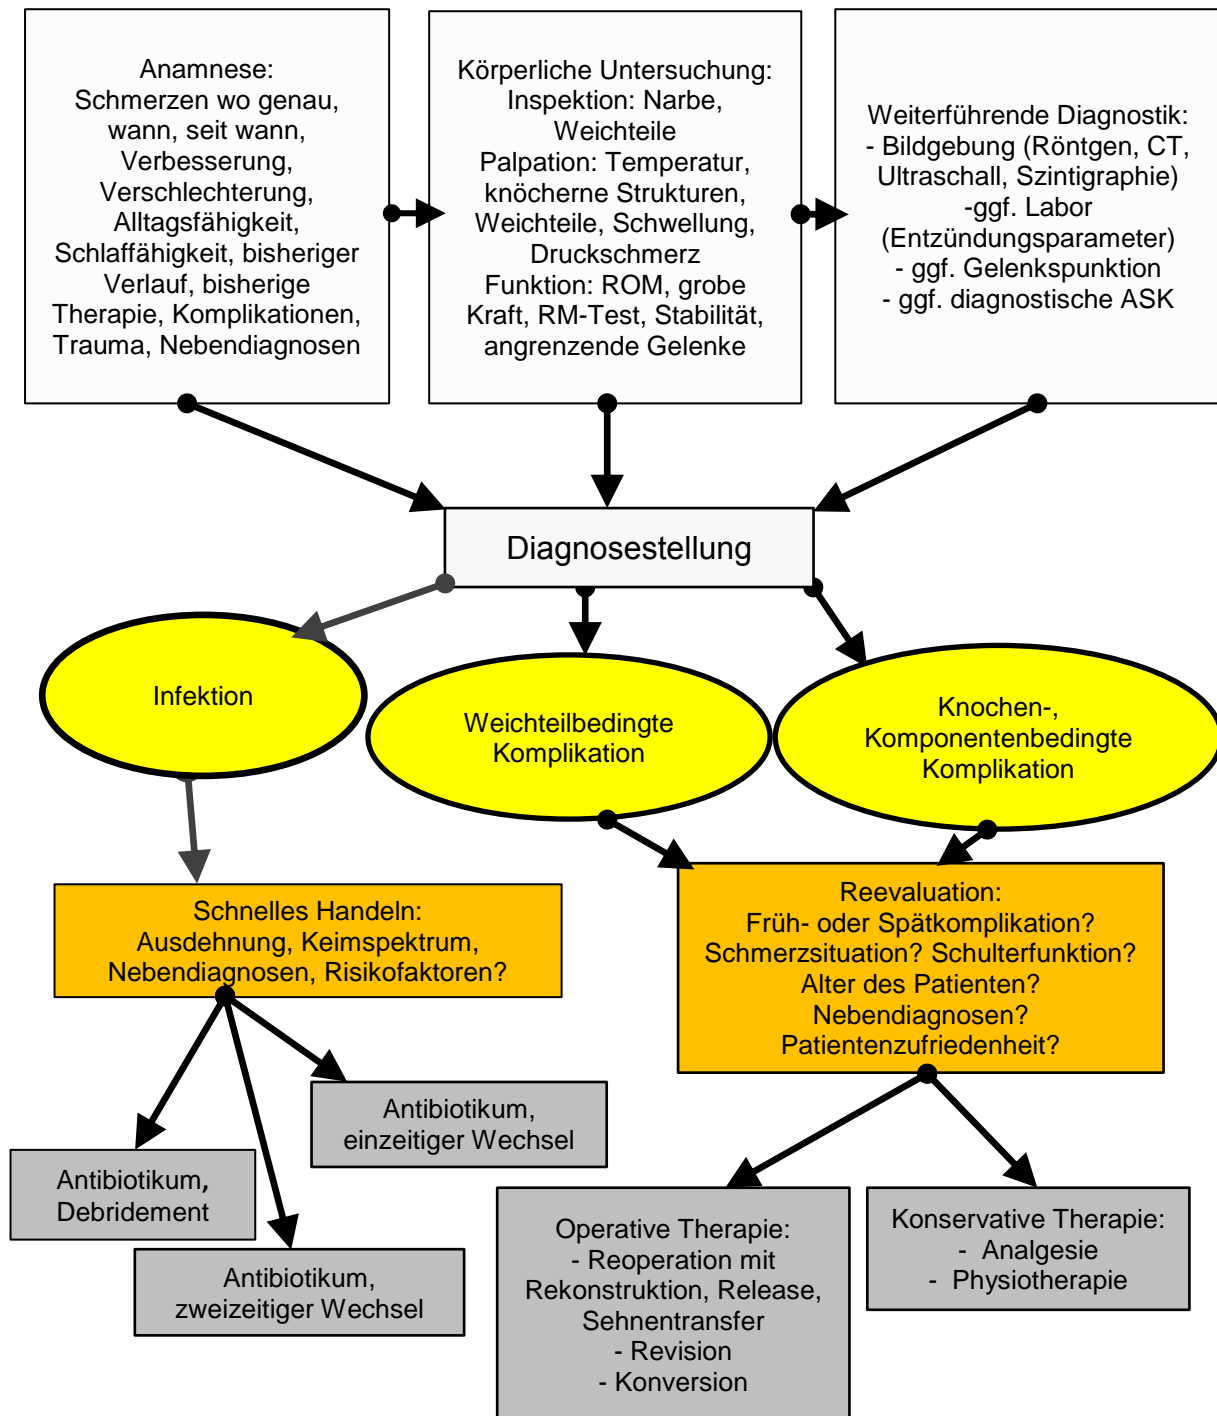 Anamnese:
Schmerzen wo genau,
wann, seit wann,
Verbesserung,
Verschlechterung,
Alltagsfähigkeit,
Schlaffähigkeit, bisheriger
Verlauf, bisherige
Therapie, Komplikationen,
Trauma, Nebendiagnosen
Körperliche Untersuchung:
Inspektion: Narbe,
Weichteile
Palpation: Temperatur,
knöcherne Strukturen,
Weichteile, Schwellung,
Druckschmerz
Funktion: ROM, grobe
Kraft, RM-Test, Stabilität,
angrenzende Gelenke
Weiterführende Diagnostik:
- Bildgebung (Röntgen, CT,
Ultraschall, Szintigraphie)
-ggf. Labor
(Entzündungsparameter)
- ggf. Gelenkspunktion
- ggf. diagnostische ASK
Diagnosestellung
Infektion
Weichteilbedingte
Komplikation
Knochen-,
Komponentenbedingte
Komplikation
Schnelles Handeln:
Ausdehnung, Keimspektrum,
Nebendiagnosen, Risikofaktoren?
Reevaluation:
Früh- oder Spätkomplikation?
Schmerzsituation? Schulterfunktion?
Alter des Patienten?
Nebendiagnosen?
Patientenzufriedenheit?
Antibiotikum,
einzeitiger Wechsel
Antibiotikum,
Debridement
Antibiotikum,
zweizeitiger Wechsel
Operative Therapie:
- Reoperation mit
Rekonstruktion, Release,
Sehnentransfer
- Revision
- Konversion
Konservative Therapie:
- Analgesie
- Physiotherapie